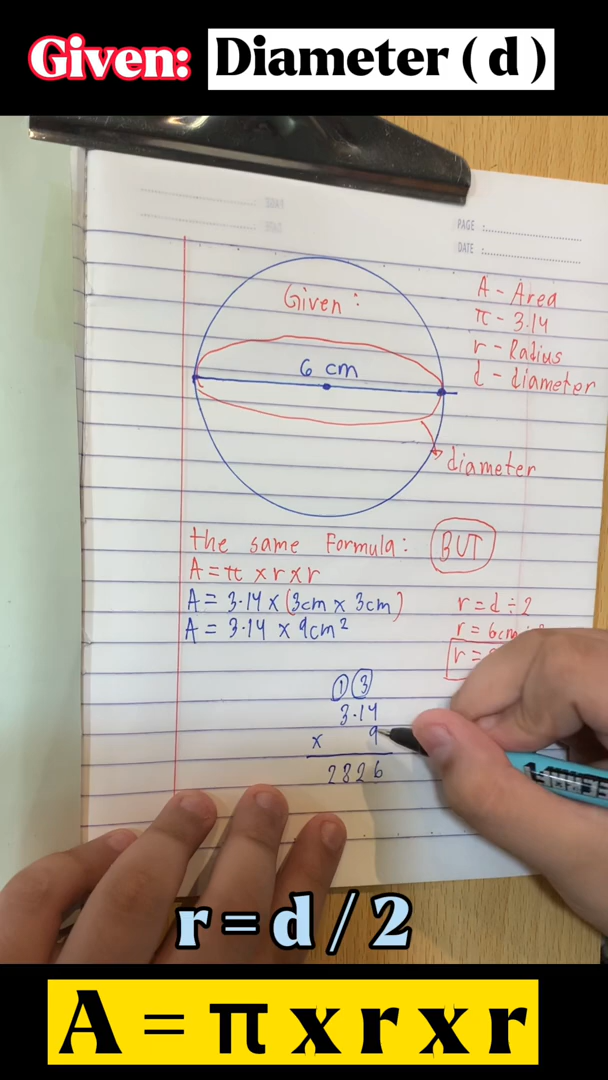 Given: Diameter ( d )
PAGE :
DATE :
Given :
A - Area
π - 3.14
r - Radius
d - diameter
6 cm
diameter
the same Formula : BUT
A = π x r x r
A = 3.14 x (3cm x 3cm)
r = d ÷ 2
A = 3.14 x 9cm²
r = 6cm
r =
1 3
3.14
x 9
2826
r = d / 2
A = π x r x r